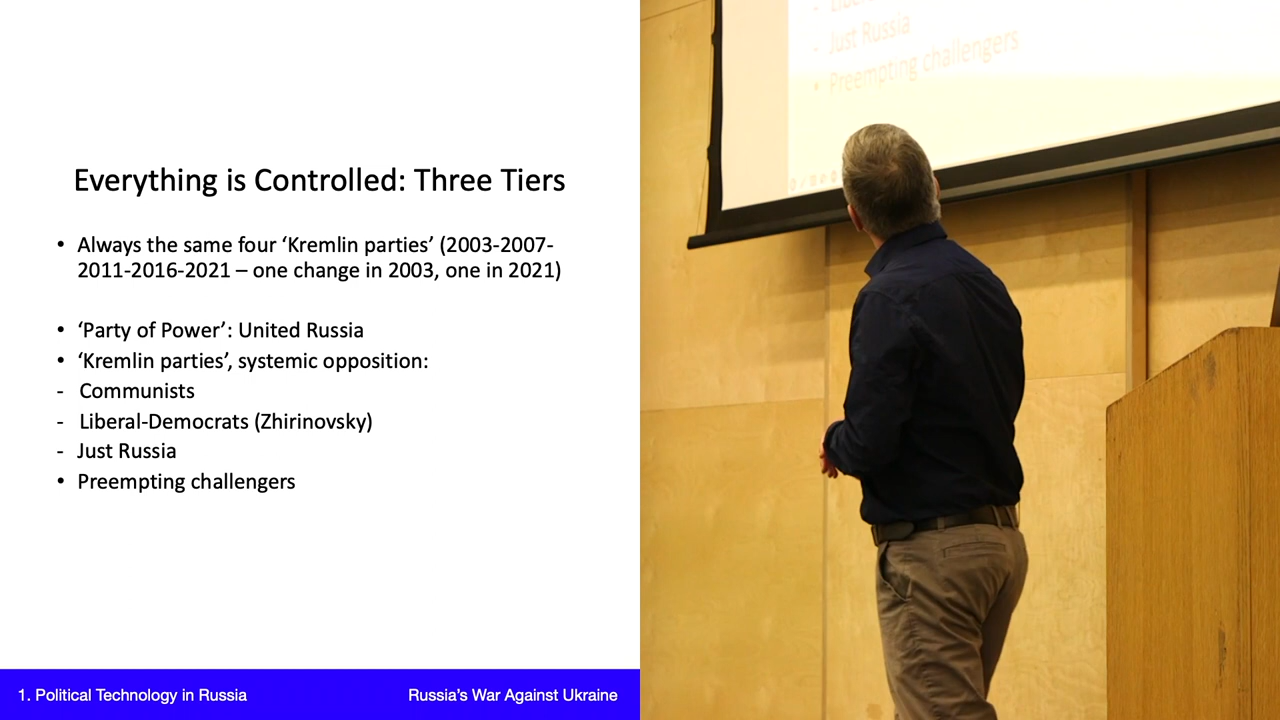 Everything is Controlled: Three Tiers
• Always the same four ‘Kremlin parties’ (2003-2007-
2011-2016-2021 – one change in 2003, one in 2021)
• ‘Party of Power’: United Russia
• ‘Kremlin parties’, systemic opposition:
- Communists
- Liberal-Democrats (Zhirinovsky)
- Just Russia
• Preempting challengers
1. Political Technology in Russia
Russia’s War Against Ukraine
- Just Russia
• Preempting challengers